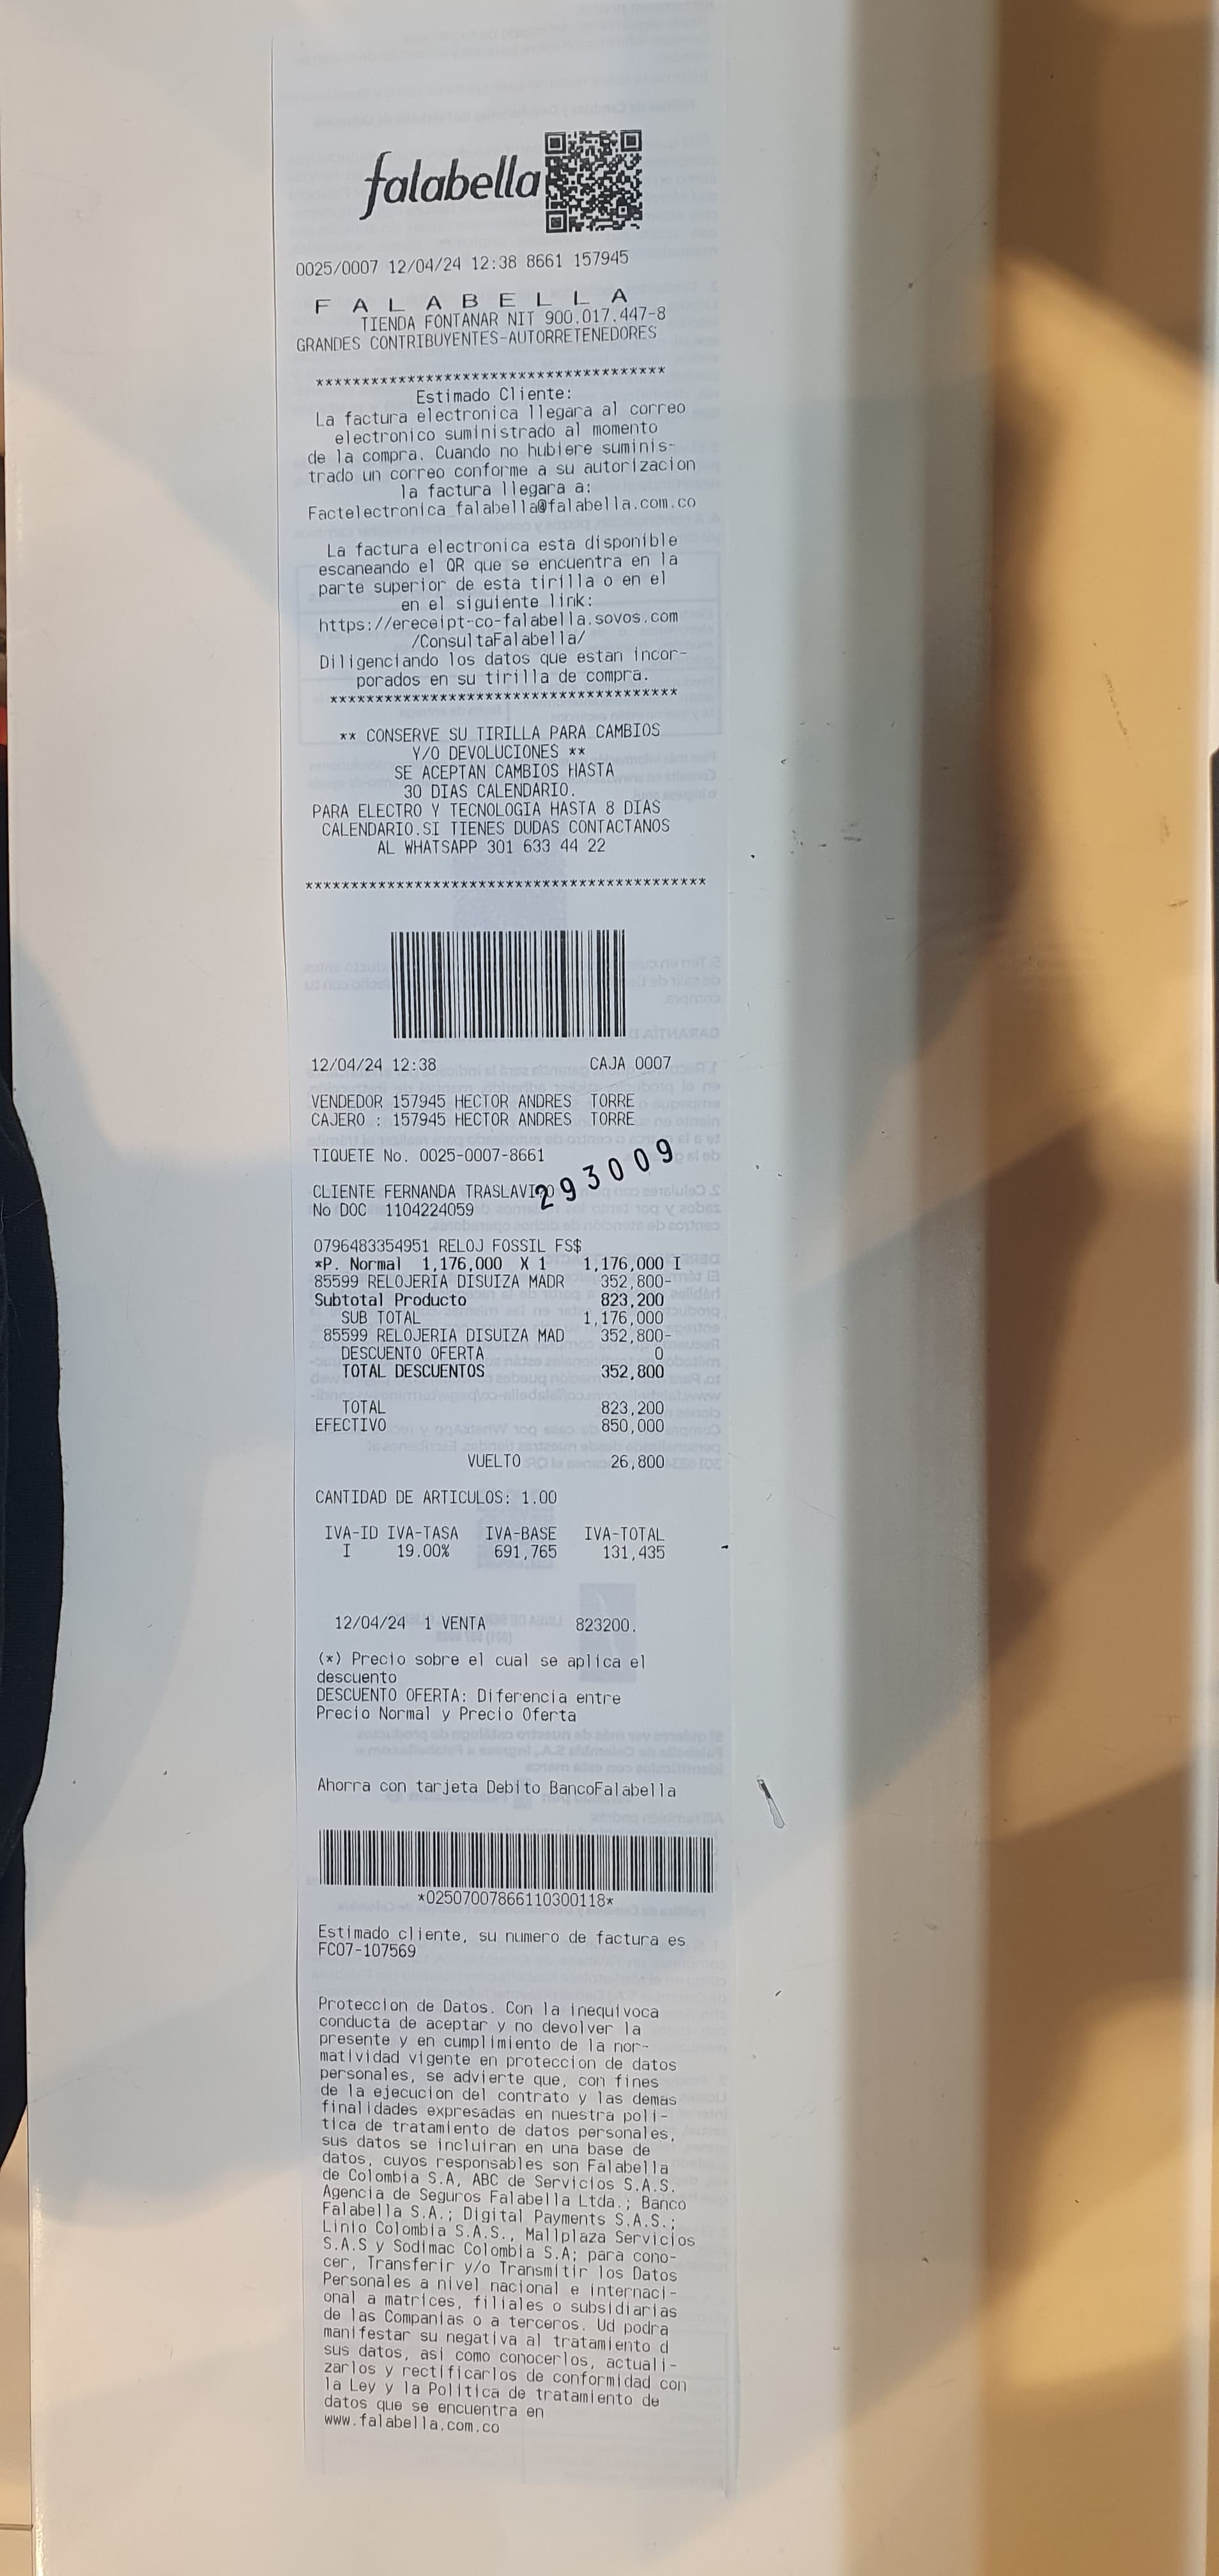 falabella
0025/0007 12/04/24 12:38 8661 157945
F A L A B E L L A
TIENDA FONTANAR NIT 900.017.447-8
GRANDES CONTRIBUYENTES-AUTORRETENEDORES
**************************************
Estimado Cliente:
La factura electronica llegara al correo
electronico suministrado al momento
de la compra. Cuando no hubiere suminis-
trado un correo conforme a su autorizacion
la factura llegara a:
Factelectronica_falabella@falabella.com.co
La factura electronica esta disponible
escaneando el QR que se encuentra en la
parte superior de esta tirilla o en el
en el siguiente link:
https://ereceipt-co-falabella.sovos.com
/ConsultaFalabella/
Diligenciando los datos que estan incor-
porados en su tirilla de compra.
**************************************
** CONSERVE SU TIRILLA PARA CAMBIOS
Y/O DEVOLUCIONES **
SE ACEPTAN CAMBIOS HASTA
30 DIAS CALENDARIO.
PARA ELECTRO Y TECNOLOGIA HASTA 8 DIAS
CALENDARIO.SI TIENES DUDAS CONTACTANOS
AL WHATSAPP 301 633 44 22
********************************************
12/04/24 12:38 CAJA 0007
VENDEDOR 157945 HECTOR ANDRES TORRE
CAJERO : 157945 HECTOR ANDRES TORRE
TIQUETE No. 0025-0007-8661
293009
CLIENTE FERNANDA
No DOC 1104224059
0796483354951 RELOJ FOSSIL FS$
*P. Normal 1,176,000 X 1 1,176,000 I
85599 RELOJERIA DISUIZA MADR 352,800-
Subtotal Producto 823,200
SUB TOTAL 1,176,000
85599 RELOJERIA DISUIZA MAD 352,800-
DESCUENTO OFERTA 0
TOTAL DESCUENTOS 352,800
TOTAL 823,200
EFECTIVO 850,000
VUELTO 26,800
CANTIDAD DE ARTICULOS: 1.00
IVA-ID IVA-TASA IVA-BASE IVA-TOTAL
I 19.00% 691,765 131,435
12/04/24 1 VENTA 823200.
(*) Precio sobre el cual se aplica el
descuento
DESCUENTO OFERTA: Diferencia entre
Precio Normal y Precio Oferta
Ahorra con tarjeta Debito BancoFalabella
*02507007866110300118*
Estimado cliente, su numero de factura es
FC07-107569
Proteccion de Datos. Con la inequivoca
conducta de aceptar y no devolver la
presente y en cumplimiento de la nor-
matividad vigente en proteccion de datos
personales, se advierte que, con fines
de la ejecucion del contrato y las demas
finalidades expresadas en nuestra poli-
tica de tratamiento de datos personales,
sus datos se incluiran en una base de
datos, cuyos responsables son Falabella
de Colombia S.A, ABC de Servicios S.A.S.
Agencia de Seguros Falabella Ltda.; Banco
Falabella S.A.; Digital Payments S.A.S.;
Linio Colombia S.A.S., Mallplaza Servicios
S.A.S y Sodimac Colombia S.A; para cono-
cer, Transferir y/o Transmitir los Datos
Personales a nivel nacional e internaci-
onal a matrices, filiales o subsidiarias
de las Companias o a terceros. Ud podra
manifestar su negativa al tratamiento d
sus datos, asi como conocerlos, actuali-
zarlos y rectificarlos de conformidad con
la Ley y la Politica de tratamiento de
datos que se encuentra en
www.falabella.com.co